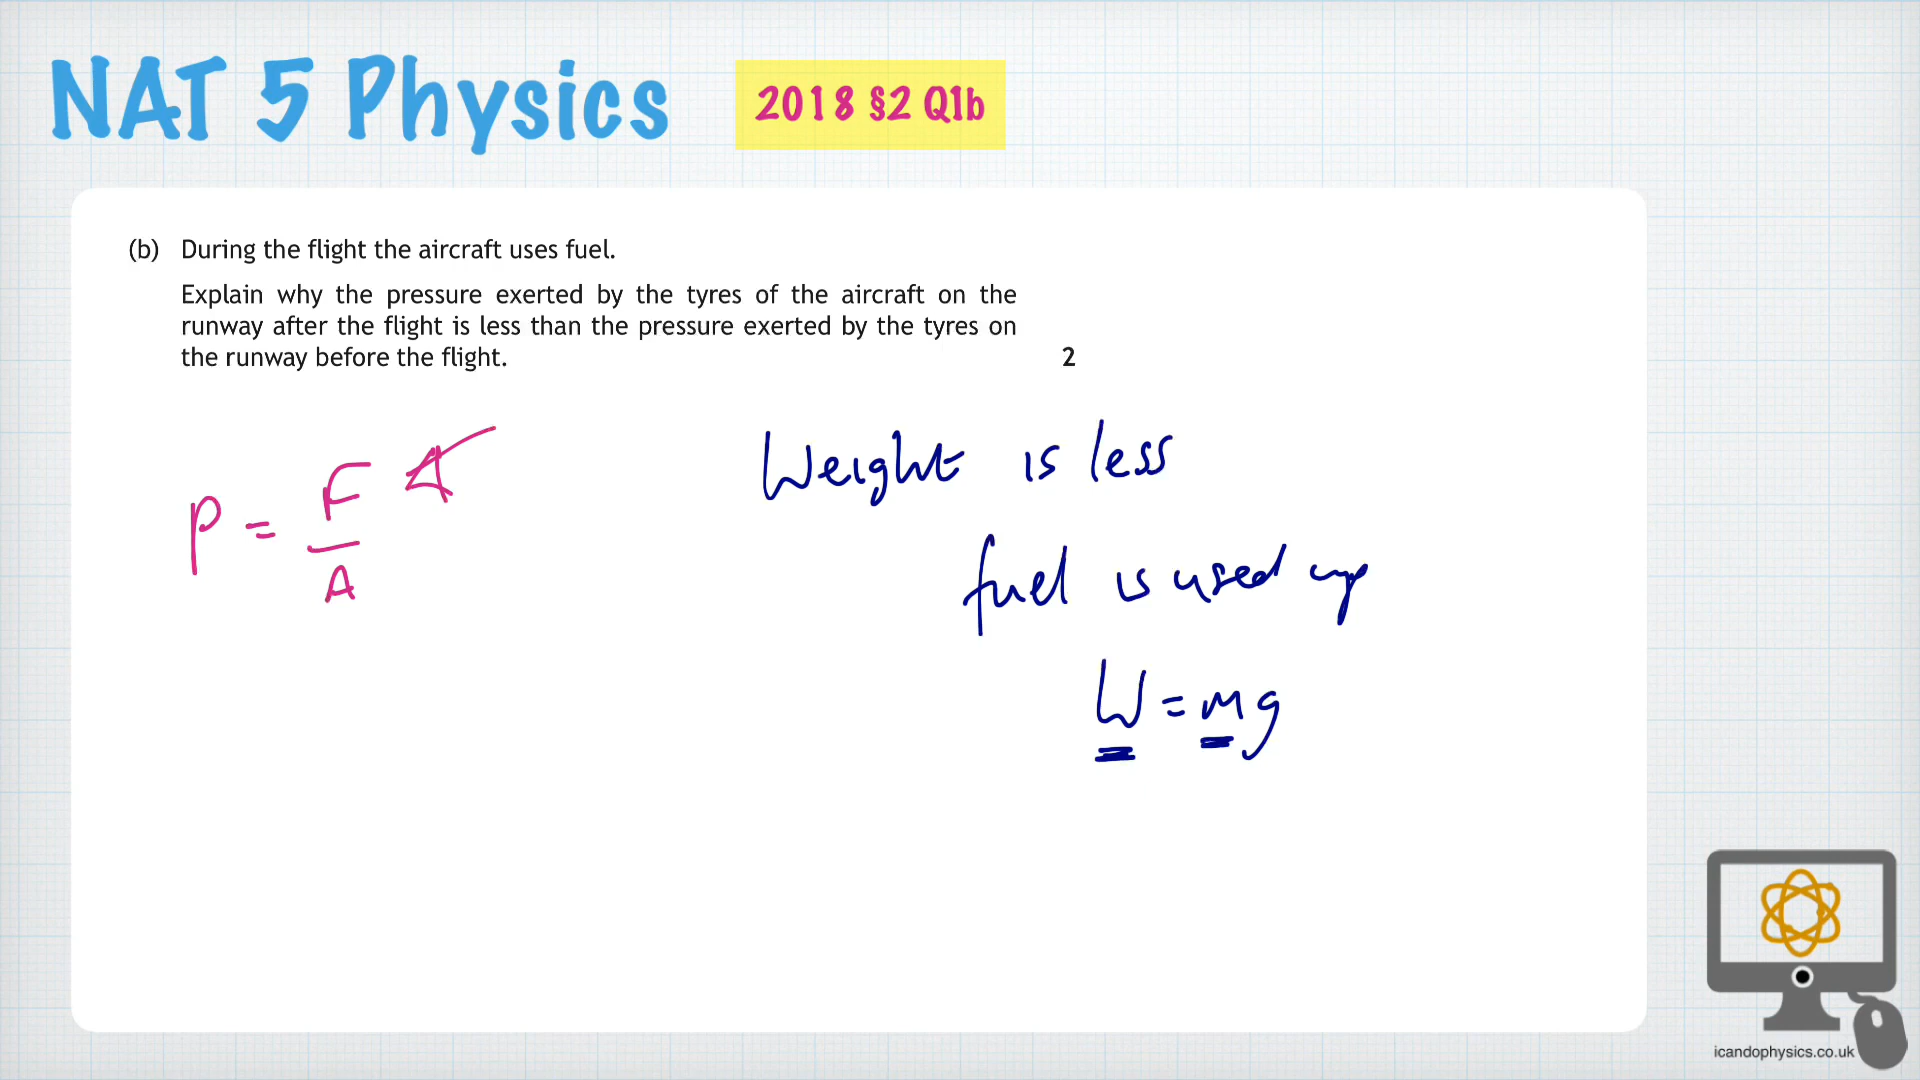 NAT 5 Physics
2018 §2 Q1b
(b) During the flight the aircraft uses fuel.
Explain why the pressure exerted by the tyres of the aircraft on the
runway after the flight is less than the pressure exerted by the tyres on
the runway before the flight.
2
P = F/A
Weight is less
fuel is used up
W = mg
icandophysics.co.uk